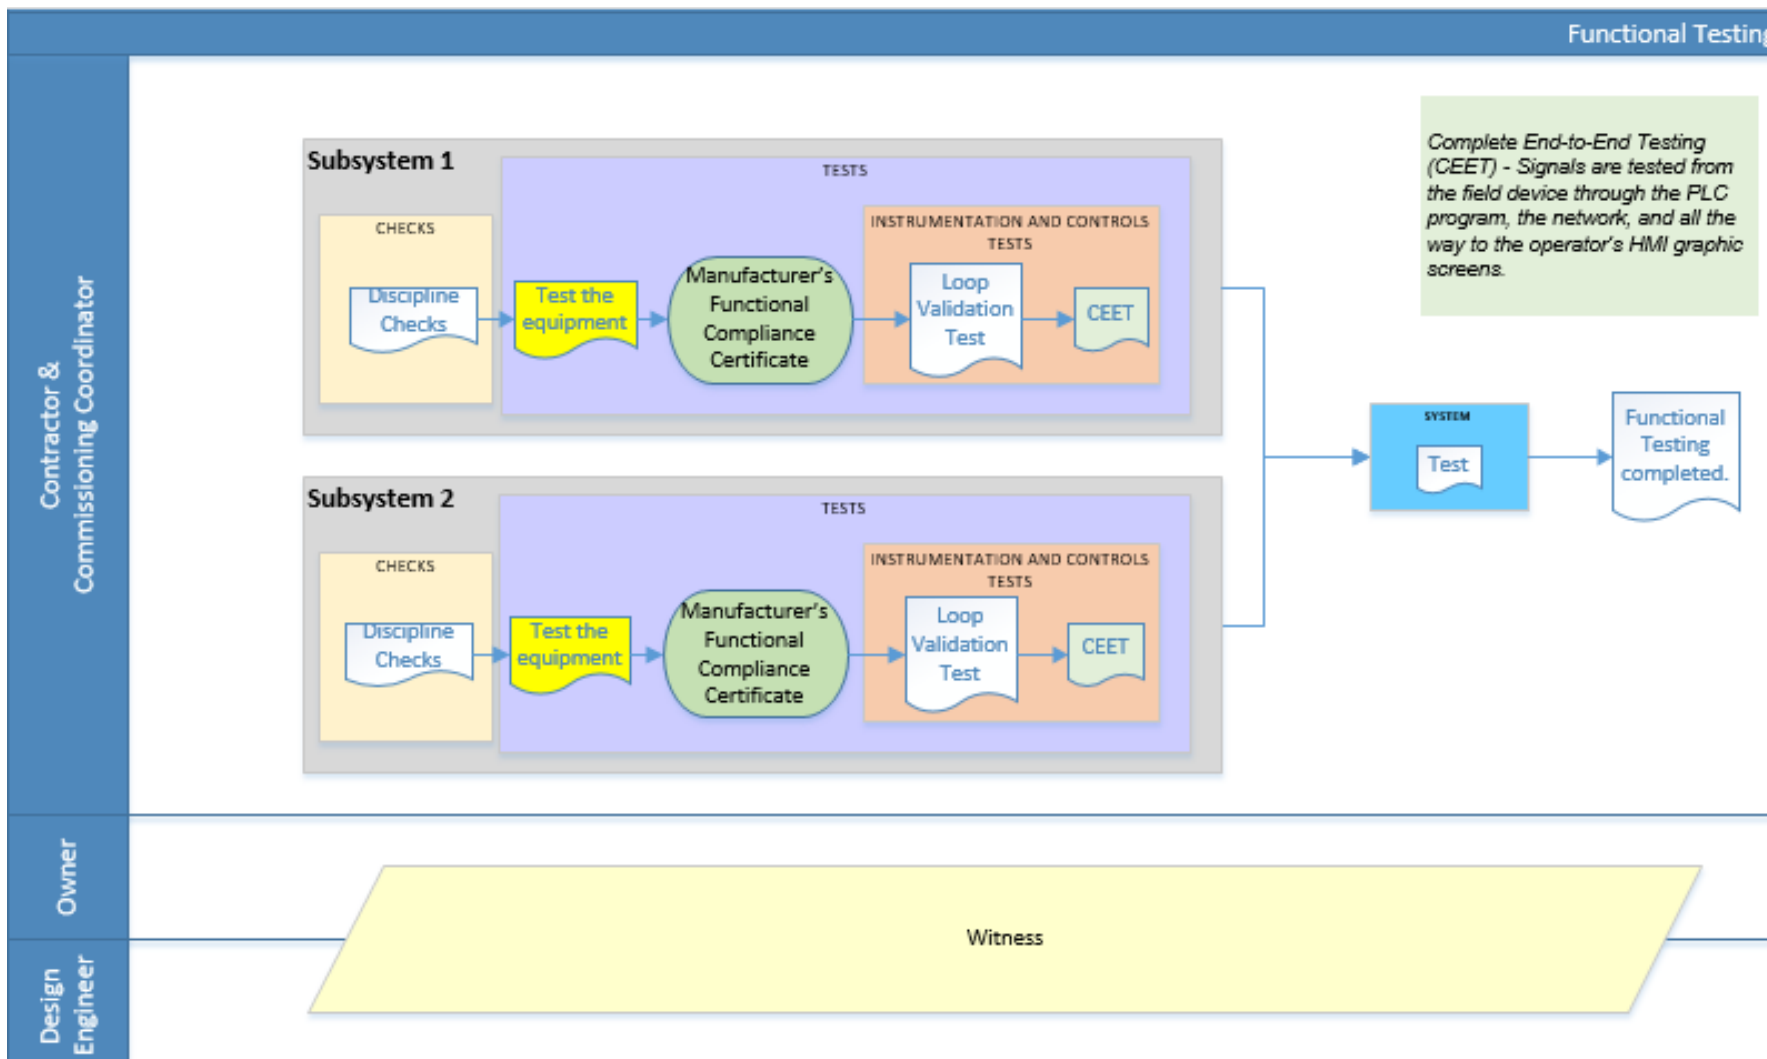 Functional Testing
Contractor &
Commissioning Coordinator
Subsystem 1
TESTS
CHECKS
Discipline
Checks
Test the
equipment
Manufacturer's
Functional
Compliance
Certificate
INSTRUMENTATION AND CONTROLS
TESTS
Loop
Validation
Test
CEET
Complete End-to-End Testing
(CEET) - Signals are tested from
the field device through the PLC
program, the network, and all the
way to the operator's HMI graphic
screens.
SYSTEM
Test
Functional
Testing
completed.
Subsystem 2
TESTS
CHECKS
Discipline
Checks
Test the
equipment
Manufacturer's
Functional
Compliance
Certificate
INSTRUMENTATION AND CONTROLS
TESTS
Loop
Validation
Test
CEET
Owner
Witness
Design
Engineer